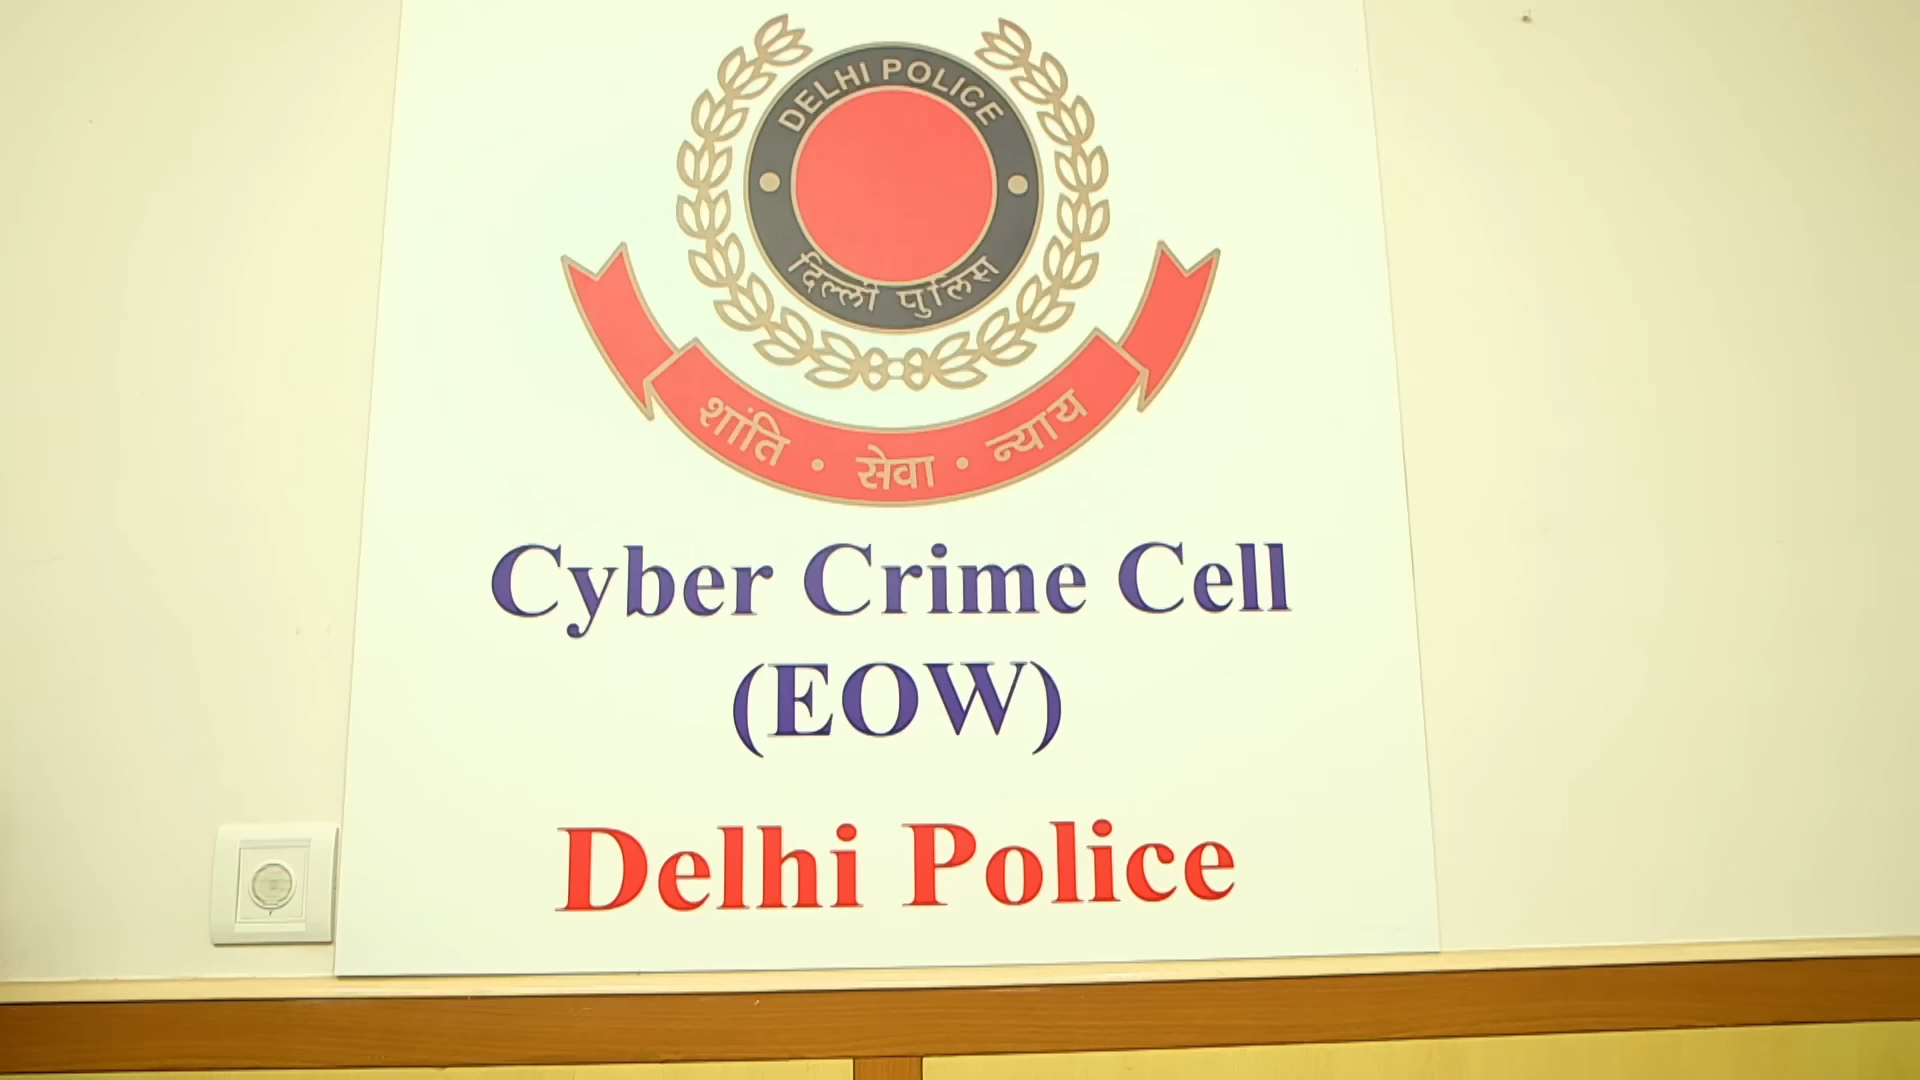 DELHI POLICE
दिल्ली पुलिस
शांति • सेवा • न्याय
Cyber Crime Cell
(EOW)
Delhi Police